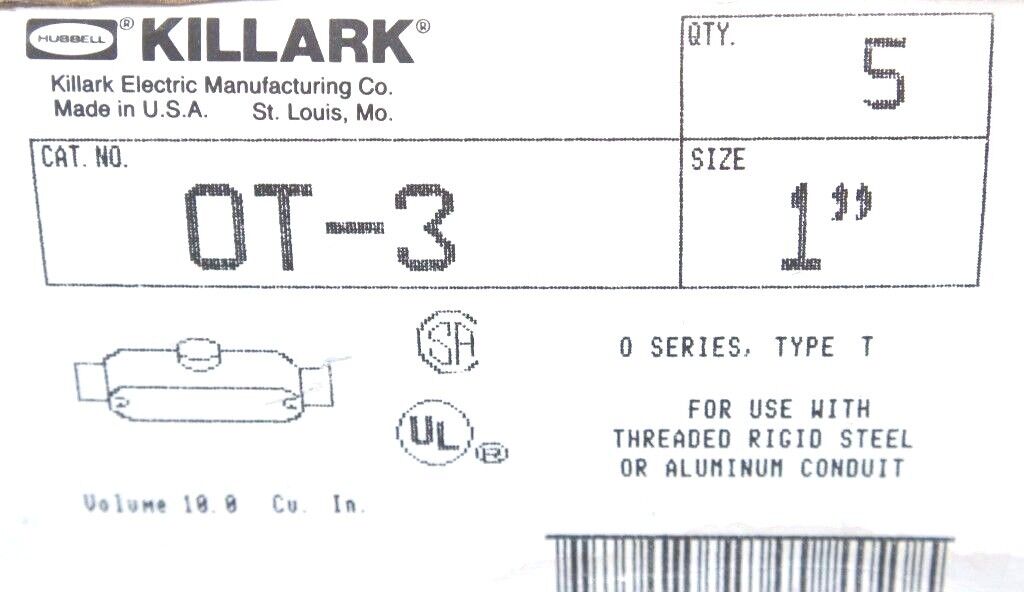 HUBBELL ® KILLARK®
Killark Electric Manufacturing Co.
Made in U.S.A. St. Louis, Mo.
QTY.
5
CAT. NO.
OT-3
SIZE
1”
SA
UL ®
O SERIES, TYPE T
FOR USE WITH
THREADED RIGID STEEL
OR ALUMINUM CONDUIT
Volume 10.0 Cu. In.